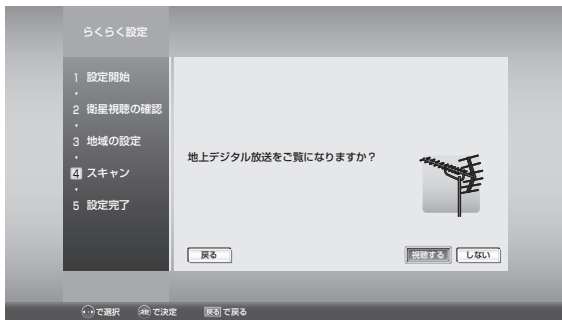 らくらく設定
1 設定開始
2 衛星視聴の確認
3 地域の設定
4 スキャン
5 設定完了
地上デジタル放送をご覧になりますか？
戻る
視聴する しない
で選択 決定 で決定 戻る で戻る